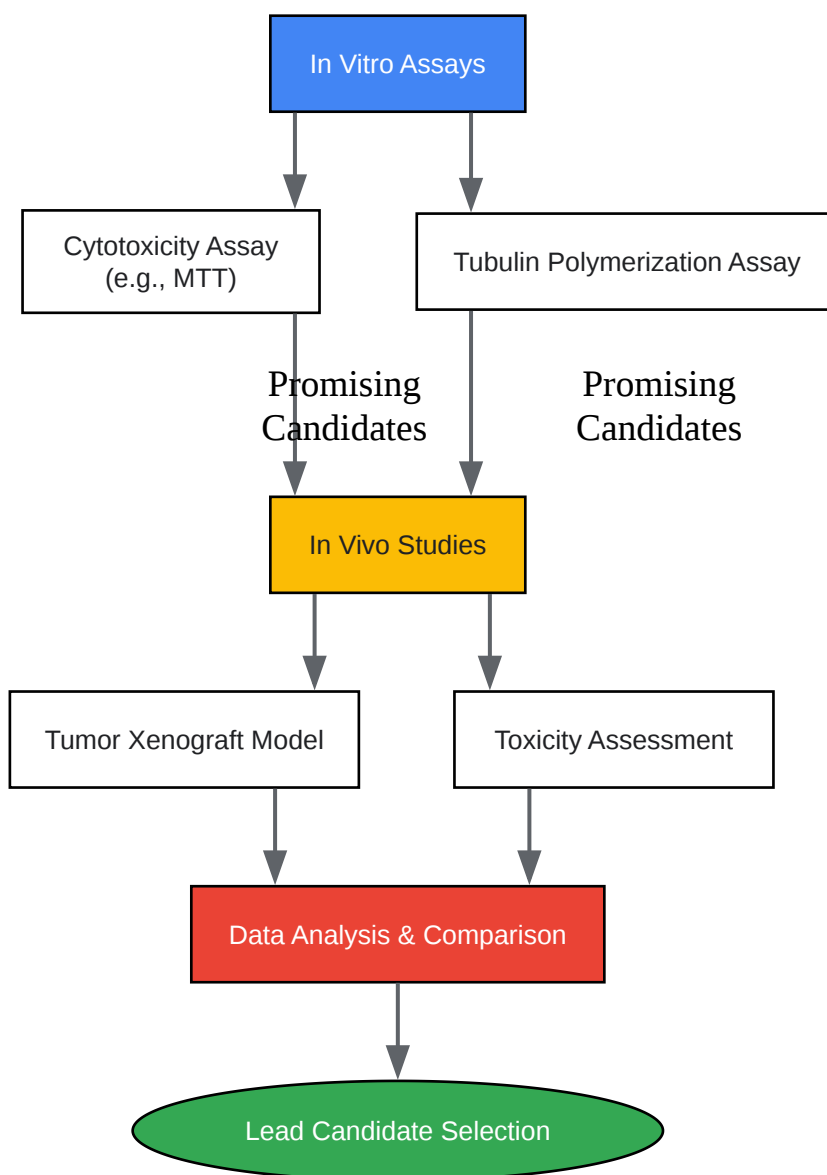 In Vitro Assays
Cytotoxicity Assay
(e.g., MTT)
Tubulin Polymerization Assay
Promising
Candidates
Promising
Candidates
In Vivo Studies
Tumor Xenograft Model
Toxicity Assessment
Data Analysis & Comparison
Lead Candidate Selection